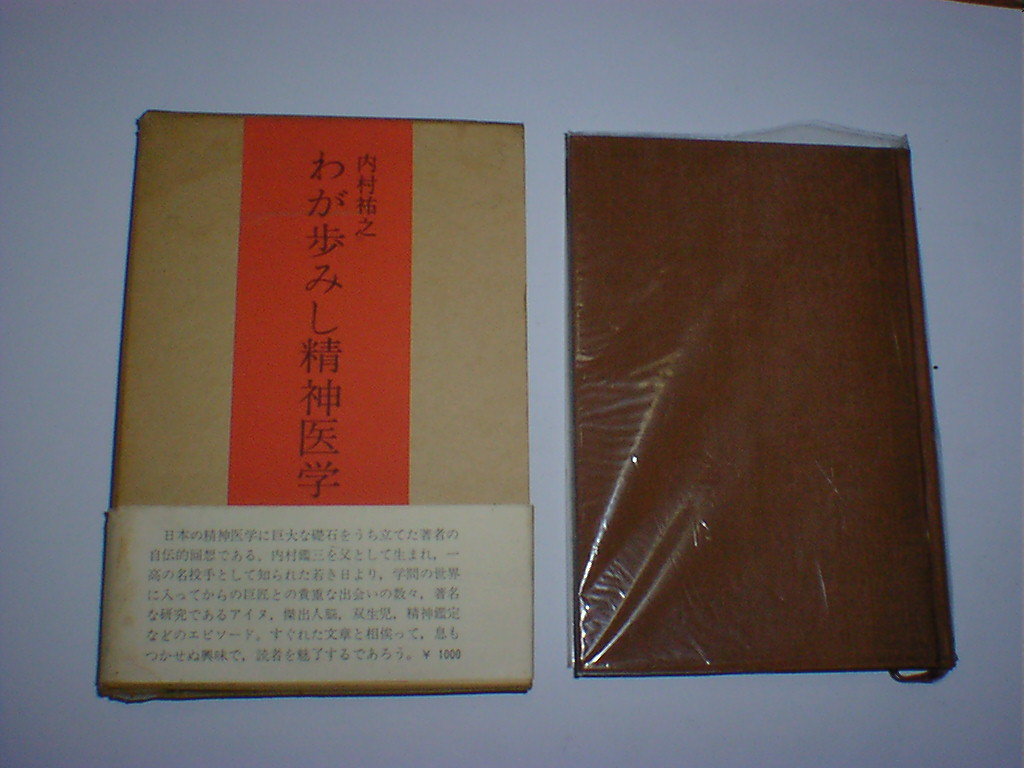 内村祐之
わが歩みし精神医学
日本の精神医学に巨大な礎石をうち立てた著者の
自伝的回想である。内村鑑三を父として生まれ，一
高の名投手として知られた若き日より，学問の世界
に入ってからの巨匠との貴重な出会いの数々，著名
な研究であるアイヌ，傑出人脳，双生児，精神鑑定
などのエピソード。すぐれた文章と相俟って，息も
つかせぬ興味で，読者を魅了するであろう。￥ 1000